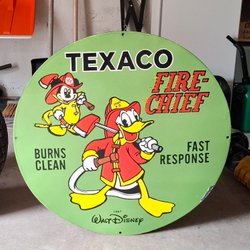 TEXACO
FIRE-
CHIEF
BURNS
CLEAN
FAST
RESPONSE
Walt Disney